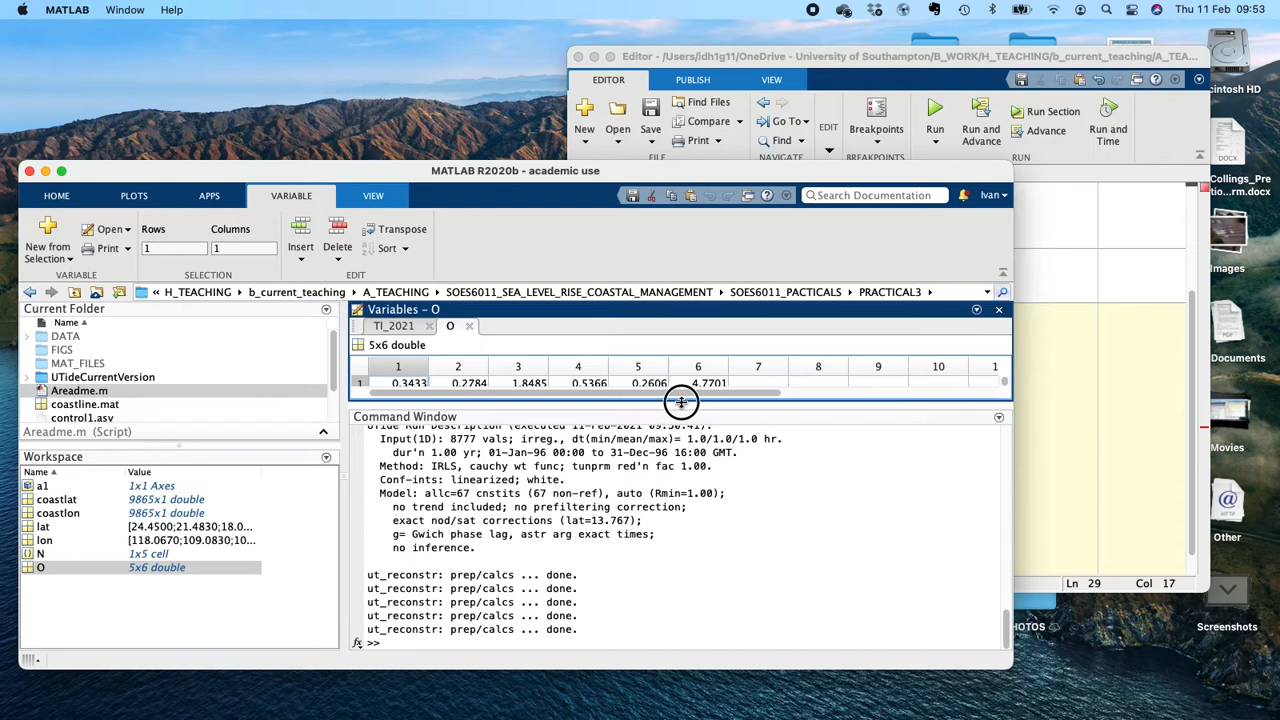 MATLAB Window Help Thu 11 Feb 09:53
Editor - /Users/idh1g11/OneDrive - University of Southampton/B_WORK/H_TEACHING/b_current_teaching/A_TEA...
EDITOR PUBLISH VIEW
New Open Save
Find Files
Compare
Print
Go To
Find
EDIT
Breakpoints
Run
Run and
Advance
Run Section
Advance
Run and
Time
FILE NAVIGATE BREAKPOINTS RUN
MATLAB R2020b - academic use
HOME PLOTS APPS VARIABLE VIEW
Search Documentation
Ivan
New from
Selection
Open
Print
Rows Columns
1 1
Insert Delete
Transpose
Sort
VARIABLE SELECTION EDIT
« H_TEACHING b_current_teaching A_TEACHING SOES6011_SEA_LEVEL_RISE_COASTAL_MANAGEMENT SOES6011_PACTICALS PRACTICAL3
Current Folder
Name
DATA
FIGS
MAT_FILES
UTideCurrentVersion
Areadme.m
coastline.mat
control1.asv
Areadme.m (Script)
Workspace
Name Value
a1 1x1 Axes
coastlat 9865x1 double
coastlon 9865x1 double
lat [24.4500;21.4830;18.0...
lon [118.0670;109.0830;10...
N 1x5 cell
O 5x6 double
Variables - O
TI_2021 O
5x6 double
1 2 3 4 5 6 7 8 9 10 1
1 0.3433 0.2784 1.8485 0.5366 0.2606 4.7701
Command Window
Input(1D): 8777 vals; irreg., dt(min/mean/max)= 1.0/1.0/1.0 hr.
dur'n 1.00 yr; 01-Jan-96 00:00 to 31-Dec-96 16:00 GMT.
Method: IRLS, cauchy wt func; tunprm red'n fac 1.00.
Conf-ints: linearized; white.
Model: allc=67 cnstits (67 non-ref), auto (Rmin=1.00);
no trend included; no prefiltering correction;
exact nod/sat corrections (lat=13.767);
g= Gwich phase lag, astr arg exact times;
no inference.
ut_reconstr: prep/calcs ... done.
ut_reconstr: prep/calcs ... done.
ut_reconstr: prep/calcs ... done.
ut_reconstr: prep/calcs ... done.
ut_reconstr: prep/calcs ... done.
fx >>
Ln 29 Col 17
cintosh HD
DOCX
Collings_Pre
tio...rm.docx
Images
Documents
Movies
HTTP
Other
HOTOS
Screenshots